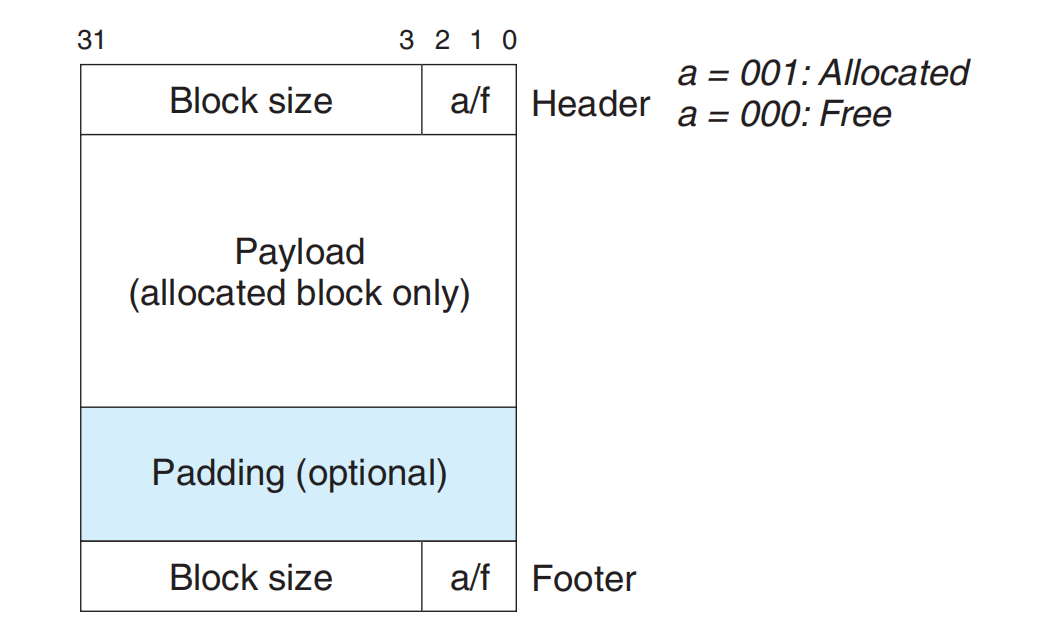 31 3 2 1 0
Block size a/f Header a = 001: Allocated
a = 000: Free
Payload
(allocated block only)
Padding (optional)
Block size a/f Footer